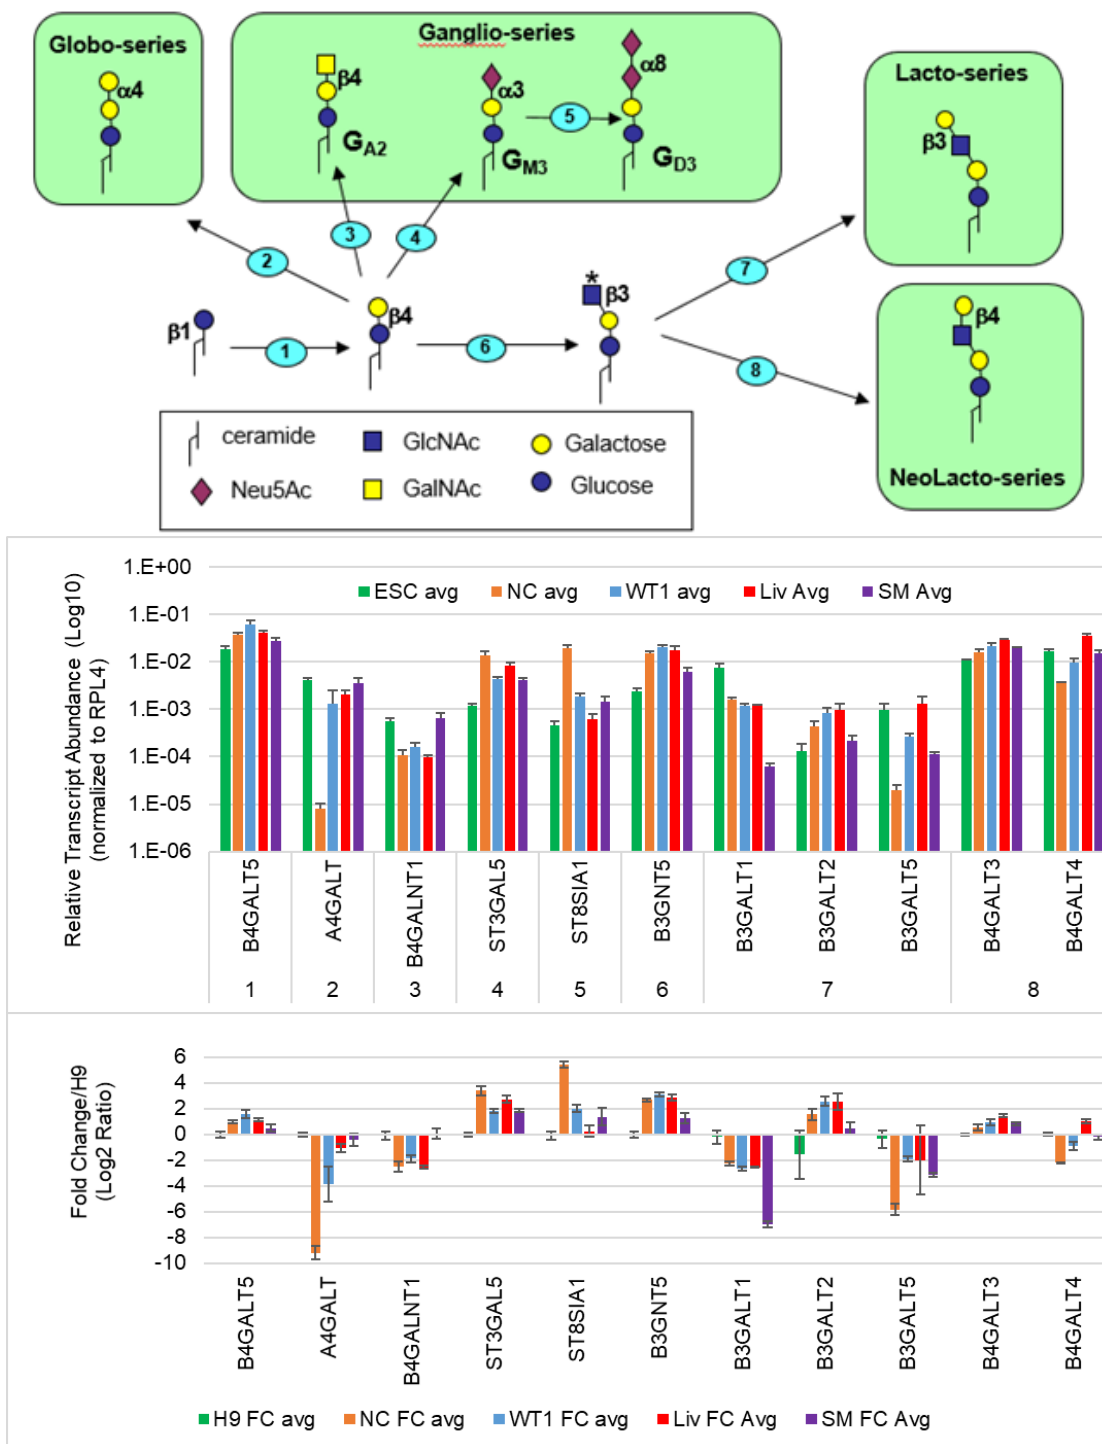 Globo-series
α4
Ganglio-series
β4
GA2
α3
GM3
5
α8
GD3
Lacto-series
β3
2
3
4
7
β1
1
β4
6
*
β3
8
β4
NeoLacto-series
ceramide
GlcNAc
Galactose
Neu5Ac
GalNAc
Glucose
Relative Transcript Abundance (Log10)
(normalized to RPL4)
1.E+00
1.E-01
1.E-02
1.E-03
1.E-04
1.E-05
1.E-06
ESC avg
NC avg
WT1 avg
Liv Avg
SM Avg
B4GALT5
A4GALT
B4GALNT1
ST3GAL5
ST8SIA1
B3GNT5
B3GALT1
B3GALT2
B3GALT5
B4GALT3
B4GALT4
1
2
3
4
5
6
7
8
Fold Change/H9
(Log2 Ratio)
6
4
2
0
-2
-4
-6
-8
-10
B4GALT5
A4GALT
B4GALNT1
ST3GAL5
ST8SIA1
B3GNT5
B3GALT1
B3GALT2
B3GALT5
B4GALT3
B4GALT4
H9 FC avg
NC FC avg
WT1 FC avg
Liv FC Avg
SM FC Avg